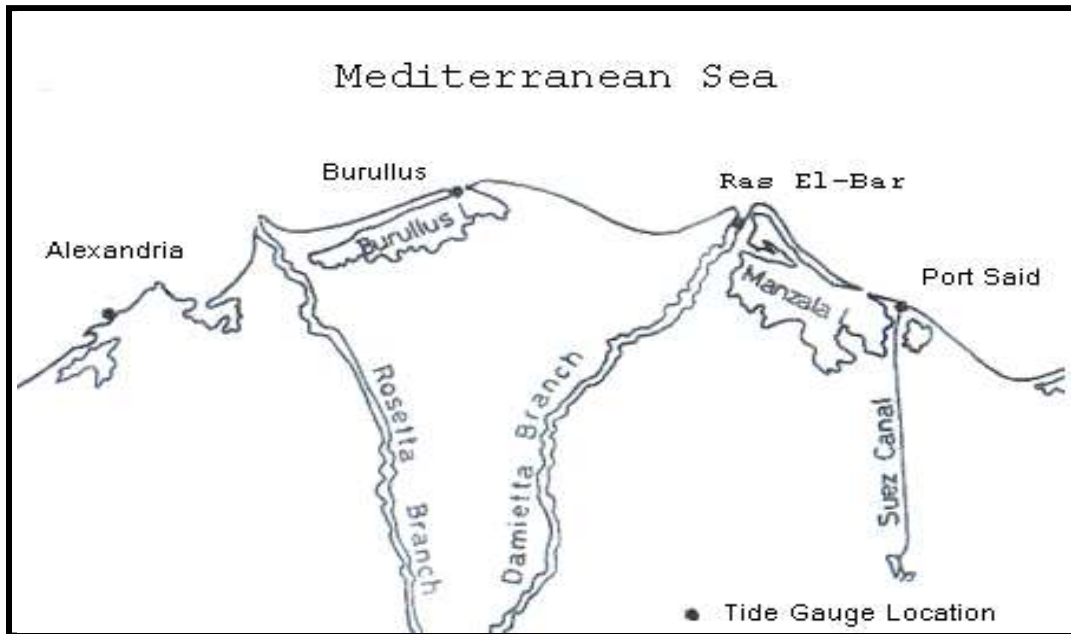 Mediterranean Sea
Burullus
Ras El-Bar
Burullus L
Alexandria
Port Said
Manzala L
Rosetta Branch
Damietta Branch
Suez Canal
Tide Gauge Location